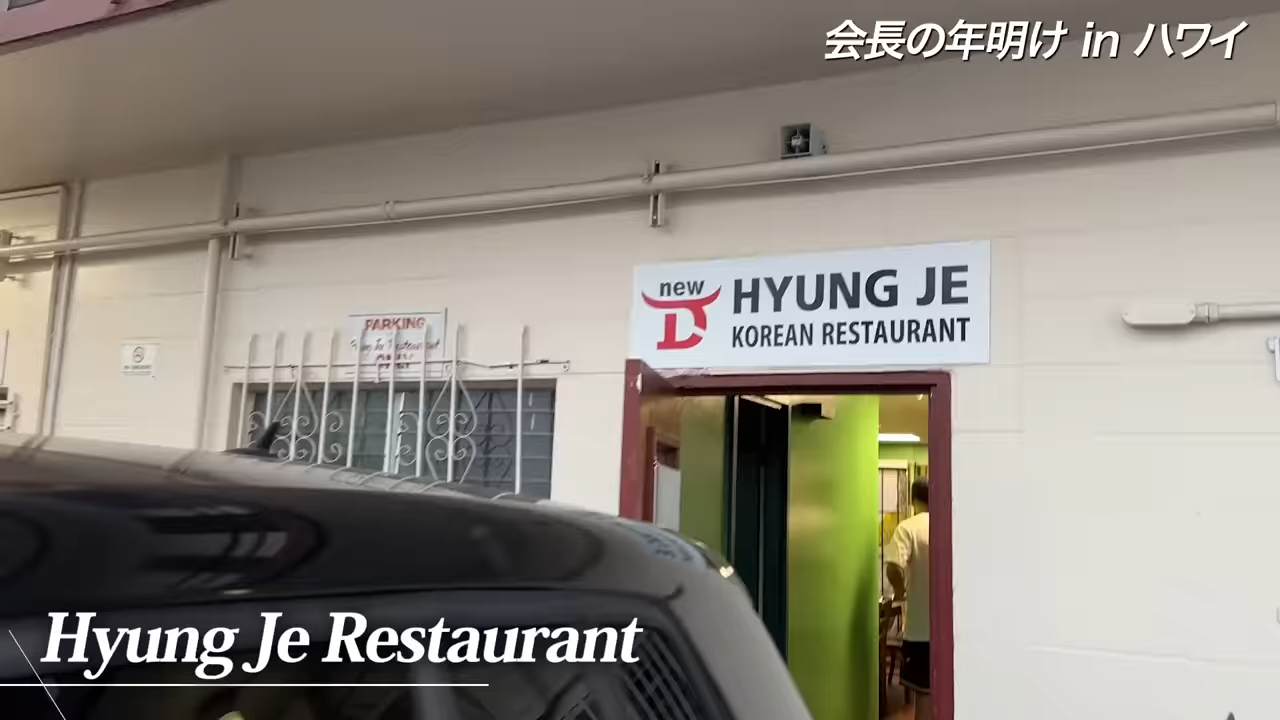 会長の年明け in ハワイ
new
HYUNG JE
KOREAN RESTAURANT
PARKING
Restaurant
Hyung Je Restaurant